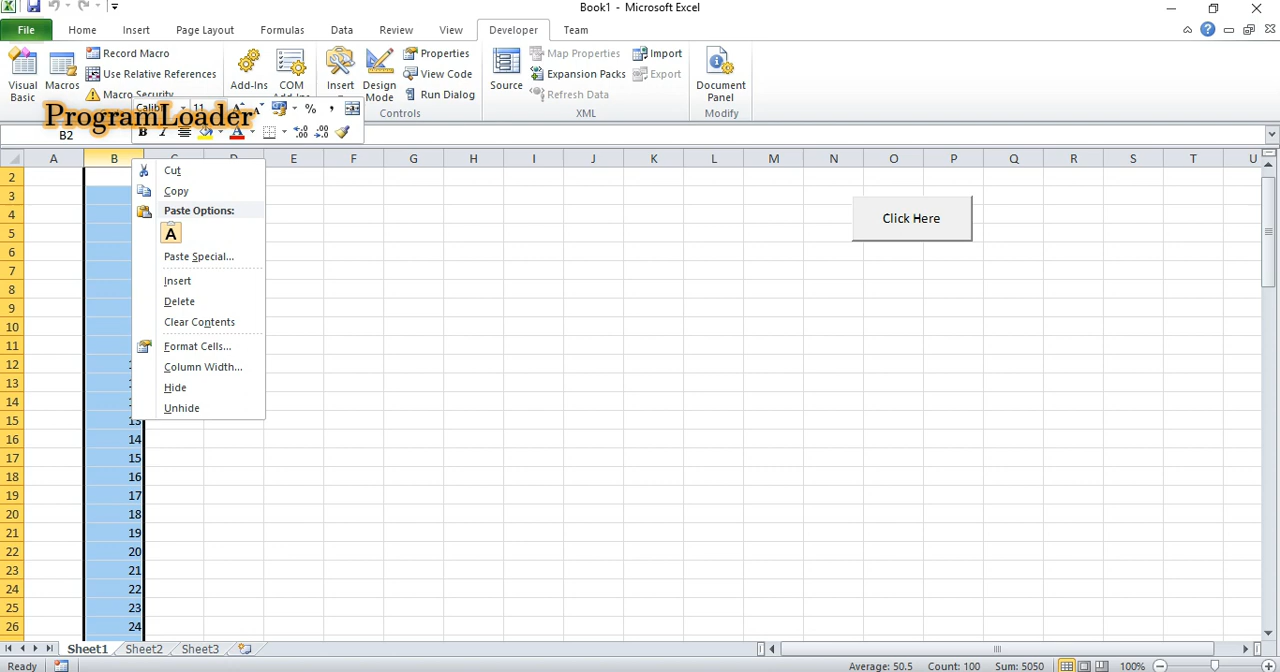 Book1 - Microsoft Excel
File Home Insert Page Layout Formulas Data Review View Developer Team
Visual Basic
Macros
Record Macro
Use Relative References
Macro Security
Add-Ins
COM
Insert
Design Mode
Properties
View Code
Run Dialog
Controls
Source
Map Properties
Expansion Packs
Refresh Data
Import
Export
XML
Document Panel
Modify
ProgramLoader
11
B2
A B C D E F G H I J K L M N O P Q R S T U
Cut
Copy
Paste Options:
A
Paste Special...
Insert
Delete
Clear Contents
Format Cells...
Column Width...
Hide
Unhide
Click Here
2
3
4
5
6
7
8
9
10
11
12
13
14
15 13
16 14
17 15
18 16
19 17
20 18
21 19
22 20
23 21
24 22
25 23
26 24
Sheet1 Sheet2 Sheet3
Ready Average: 50.5 Count: 100 Sum: 5050 100%